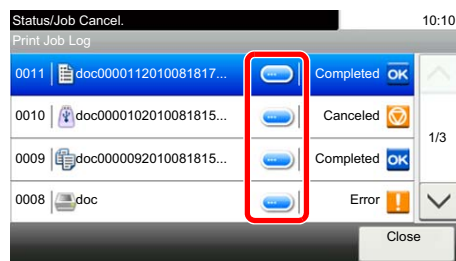 Status/Job Cancel. 10:10
Print Job Log
0011 doc0000112010081817... ... Completed OK
0010 doc0000102010081815... ... Canceled
1/3
0009 doc0000092010081815... ... Completed OK
0008 doc ... Error !
Close